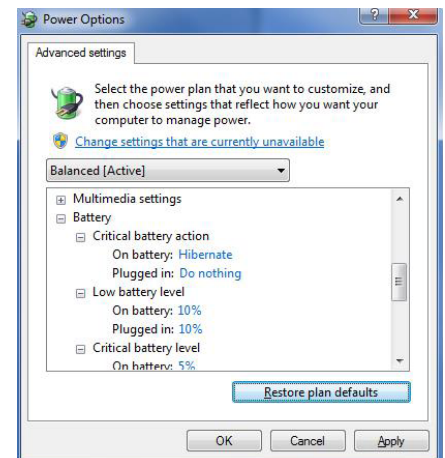 Power Options
Advanced settings
Select the power plan that you want to customize, and
then choose settings that reflect how you want your
computer to manage power.
Change settings that are currently unavailable
Balanced [Active]
Multimedia settings
Battery
Critical battery action
On battery: Hibernate
Plugged in: Do nothing
Low battery level
On battery: 10%
Plugged in: 10%
Critical battery level
On battery: 5%
Restore plan defaults
OK Cancel Apply